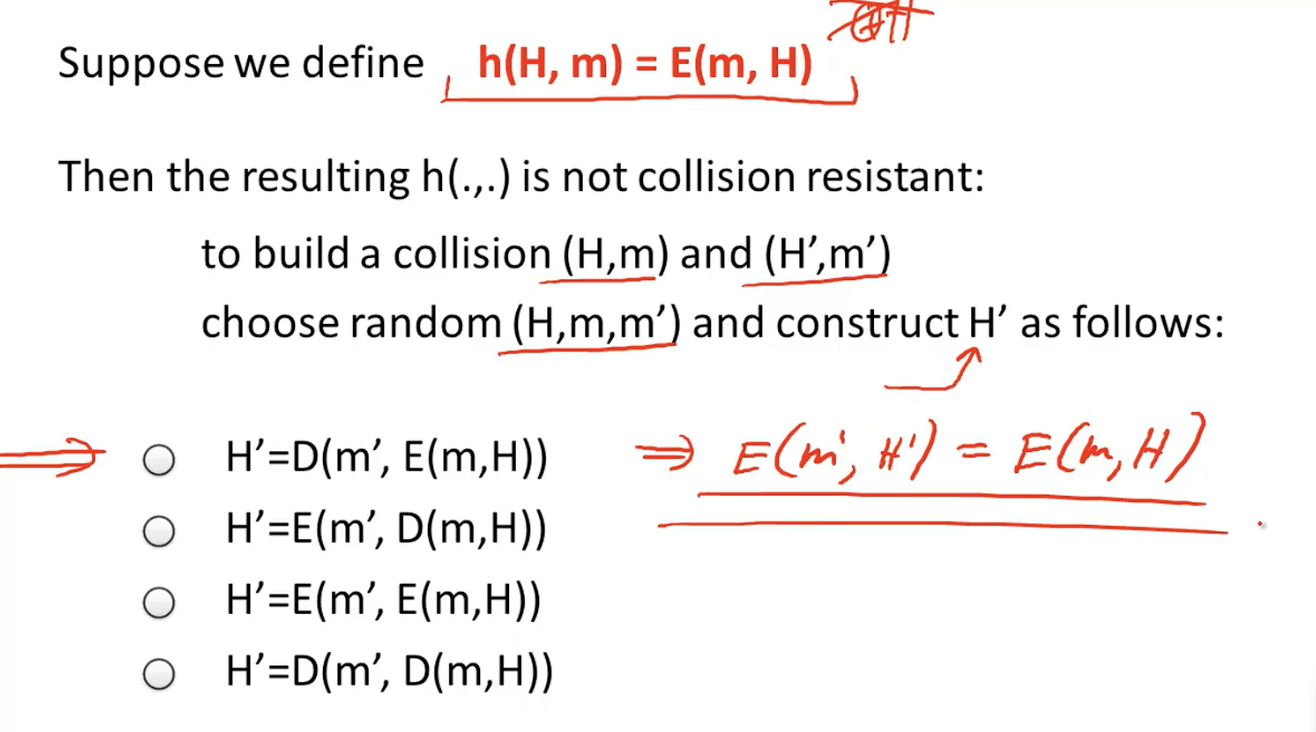 Suppose we define h(H, m) = E(m, H)
Then the resulting h(.,.) is not collision resistant:
to build a collision (H,m) and (H’,m’)
choose random (H,m,m’) and construct H’ as follows:
H’=D(m’, E(m,H)) ⇒ E(m', H') = E(m, H)
H’=E(m’, D(m,H))
H’=E(m’, E(m,H))
H’=D(m’, D(m,H))